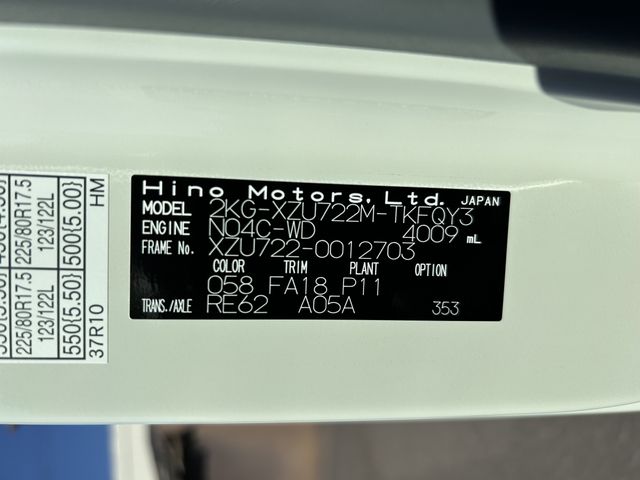 Hino Motors, Ltd. JAPAN
MODEL 2KG-XZU722M-TKFQY3
ENGINE N04C-WD 4009 mL
FRAME No. XZU722-0012703
COLOR TRIM PLANT OPTION
058 FA18 P11
TRANS./AXLE RE62 A05A 353
225/80R17.5 225/80R17.5
123/122L 123/122L
550(5.50) 500(5.00)
37R10 HM